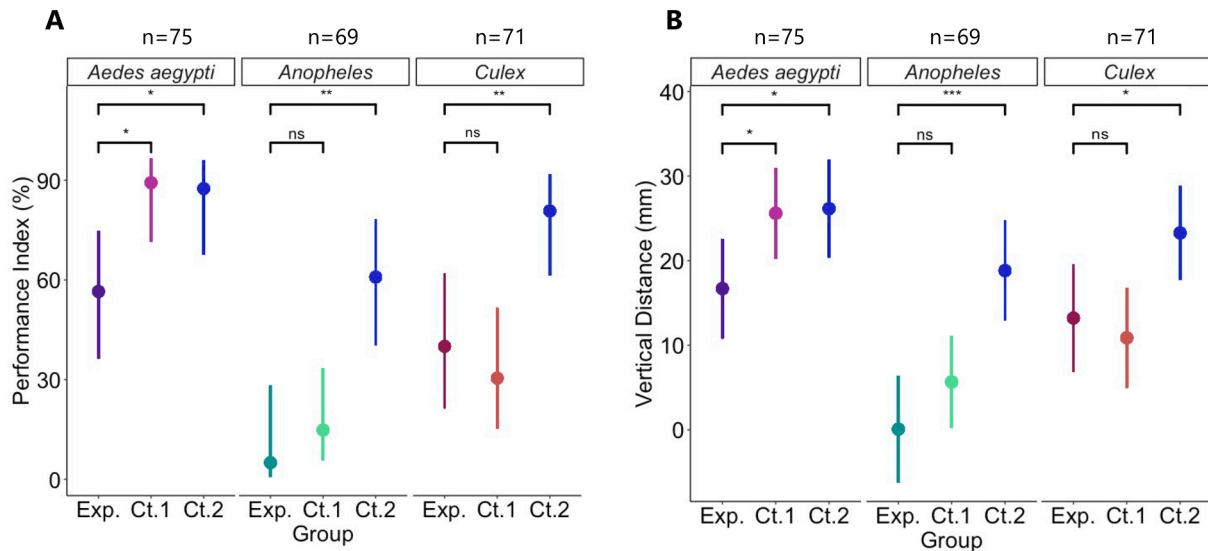 A
n=75 n=69 n=71
Aedes aegypti Anopheles Culex
* ** **
* ns ns
90
60
30
0
Performance Index (%)
Exp. Ct.1 Ct.2 Exp. Ct.1 Ct.2 Exp. Ct.1 Ct.2
Group
B
n=75 n=69 n=71
Aedes aegypti Anopheles Culex
* *** *
* ns ns
40
30
20
10
0
Vertical Distance (mm)
Exp. Ct.1 Ct.2 Exp. Ct.1 Ct.2 Exp. Ct.1 Ct.2
Group